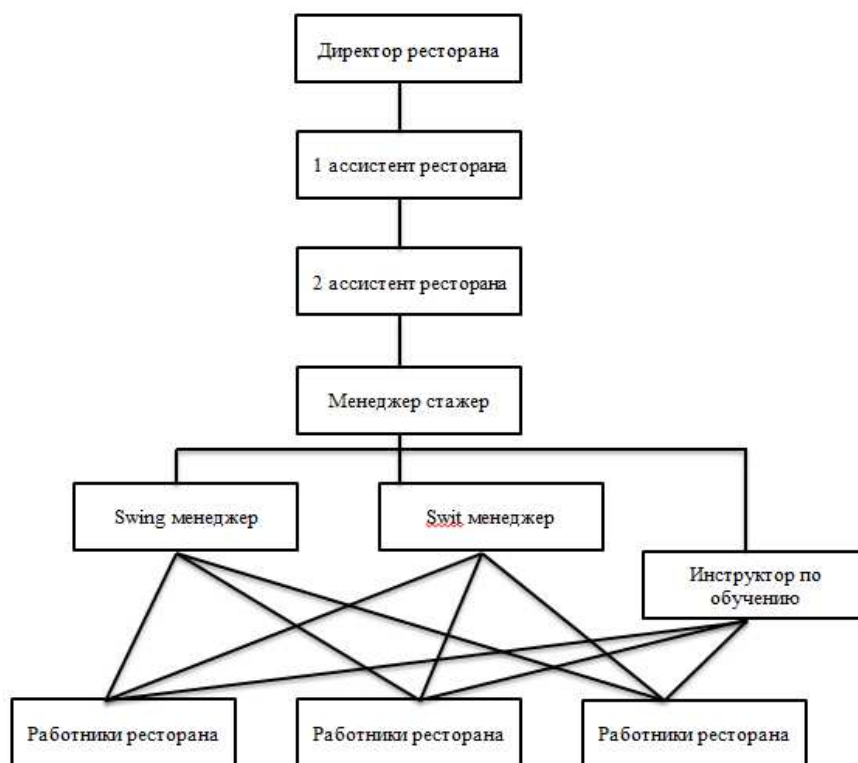 Директор ресторана
1 ассистент ресторана
2 ассистент ресторана
Менеджер стажер
Swing менеджер
Swit менеджер
Инструктор по
обучению
Работники ресторана
Работники ресторана
Работники ресторана